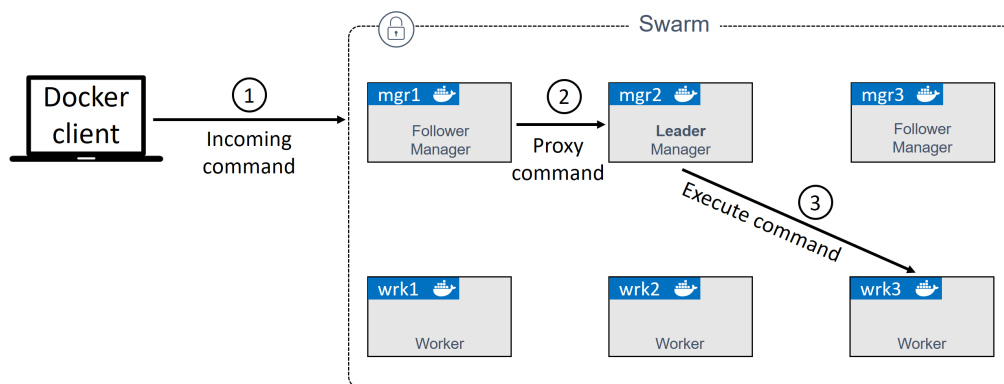 Swarm
Docker
client
1
Incoming
command
mgr1
Follower
Manager
2
Proxy
command
mgr2
Leader
Manager
mgr3
Follower
Manager
3
Execute command
wrk1
Worker
wrk2
Worker
wrk3
Worker